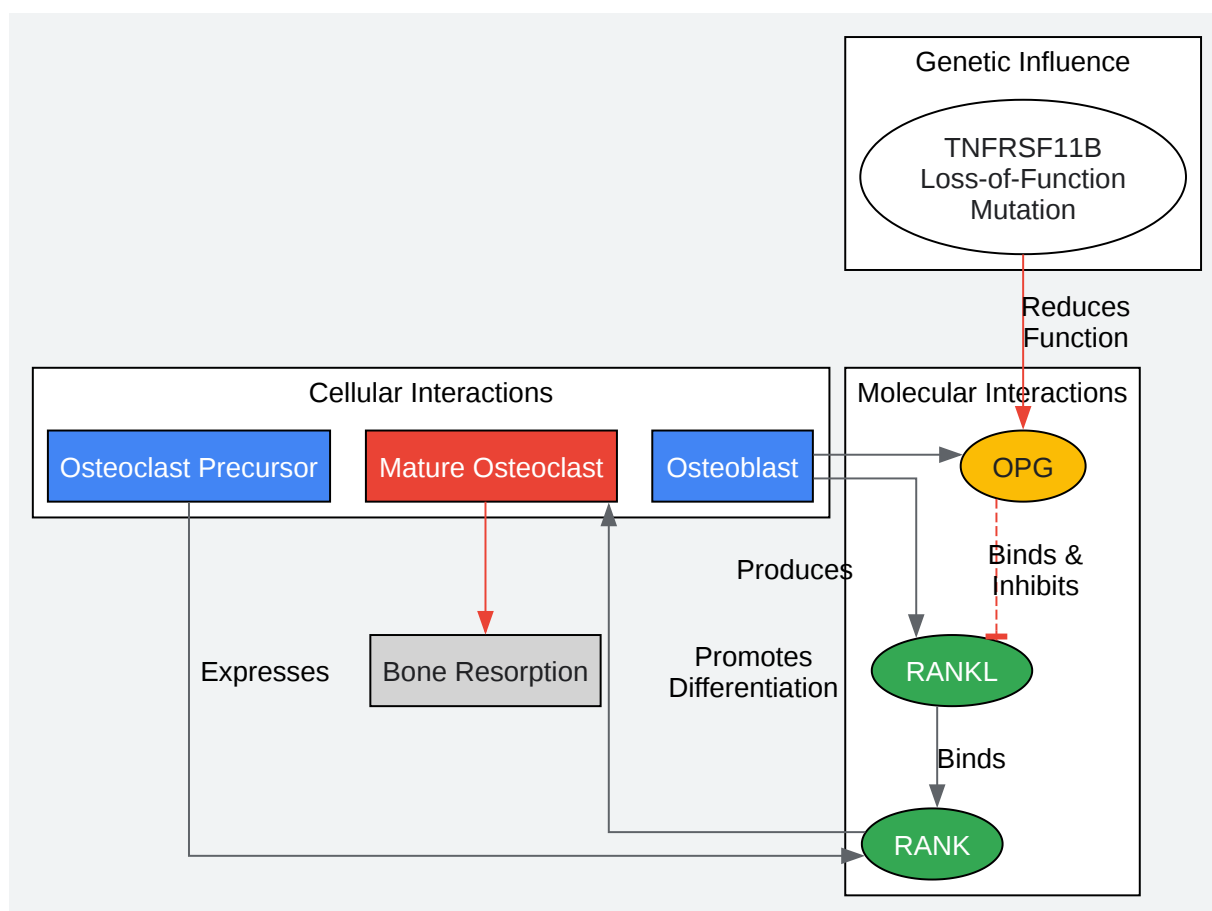 Genetic Influence
TNFRSF11B
Loss-of-Function
Mutation
Reduces
Function
Cellular Interactions
Molecular Interactions
Osteoclast Precursor
Mature Osteoclast
Osteoblast
OPG
Produces
Binds &
Inhibits
Expresses
Bone Resorption
Promotes
Differentiation
RANKL
Binds
RANK